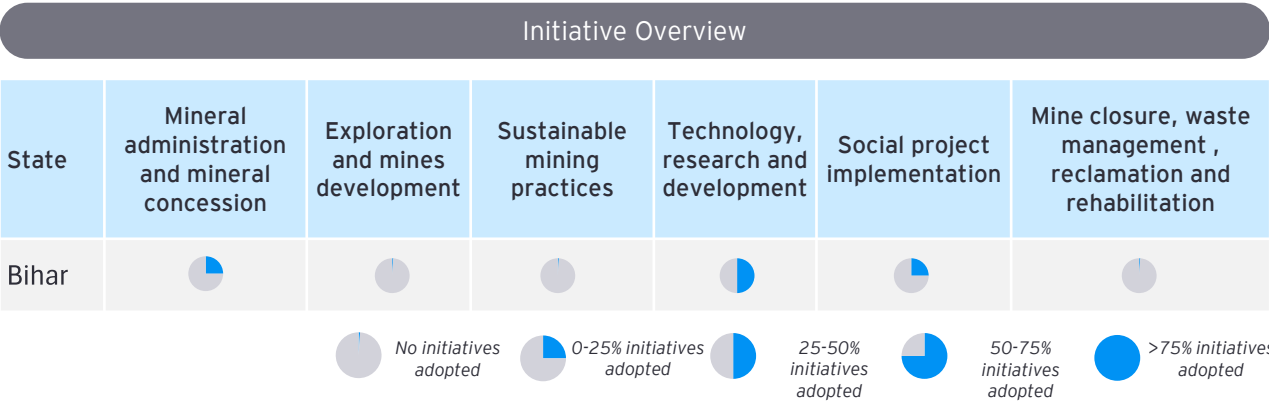 Initiative Overview
State
Mineral
administration
and mineral
concession
Exploration
and mines
development
Sustainable
mining
practices
Technology,
research and
development
Social project
implementation
Mine closure, waste
management ,
reclamation and
rehabilitation
Bihar
No initiatives
adopted
0-25% initiatives
adopted
25-50%
initiatives
adopted
50-75%
initiatives
adopted
>75% initiatives
adopted